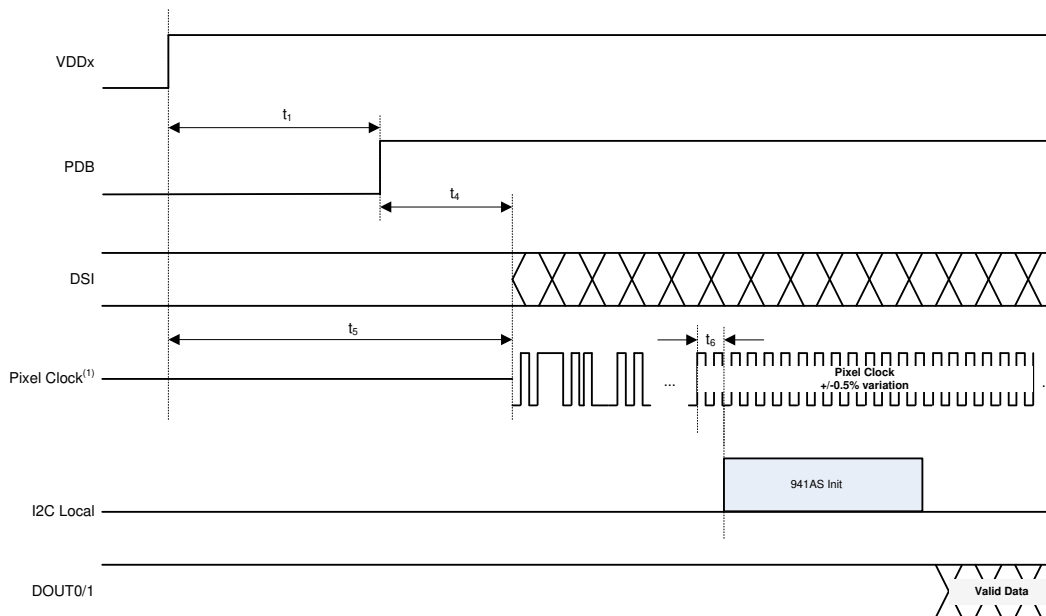 VDDx
t1
PDB
t4
DSI
t5
t6
Pixel Clock(1)
...
Pixel Clock
+/-0.5% variation
..
941AS Init
I2C Local
DOUT0/1
Valid Data